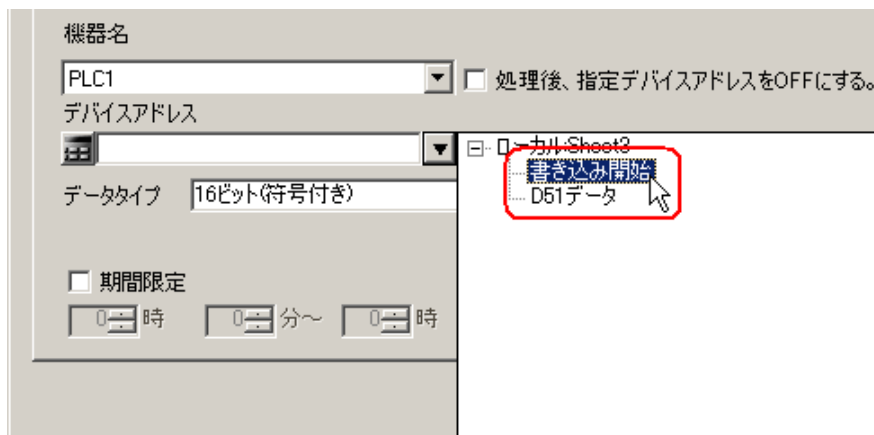 機器名
PLC1
処理後、指定デバイスアドレスをOFFにする。
デバイスアドレス
ローカル:Sheet3
書き込み開始
D51データ
データタイプ 16ビット(符号付き)
期間限定
0時 0分～ 0時